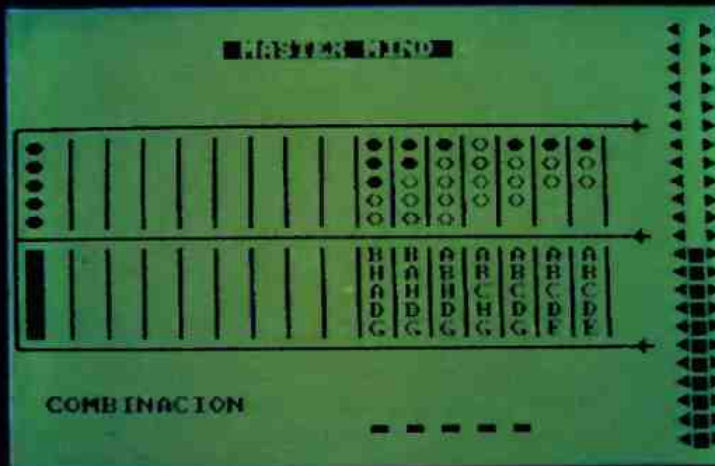 MASTER MIND
B B A A A A A
H A B B B B B
A H H C C C C
D D D H D D D
G G G G G F E
COMBINACION